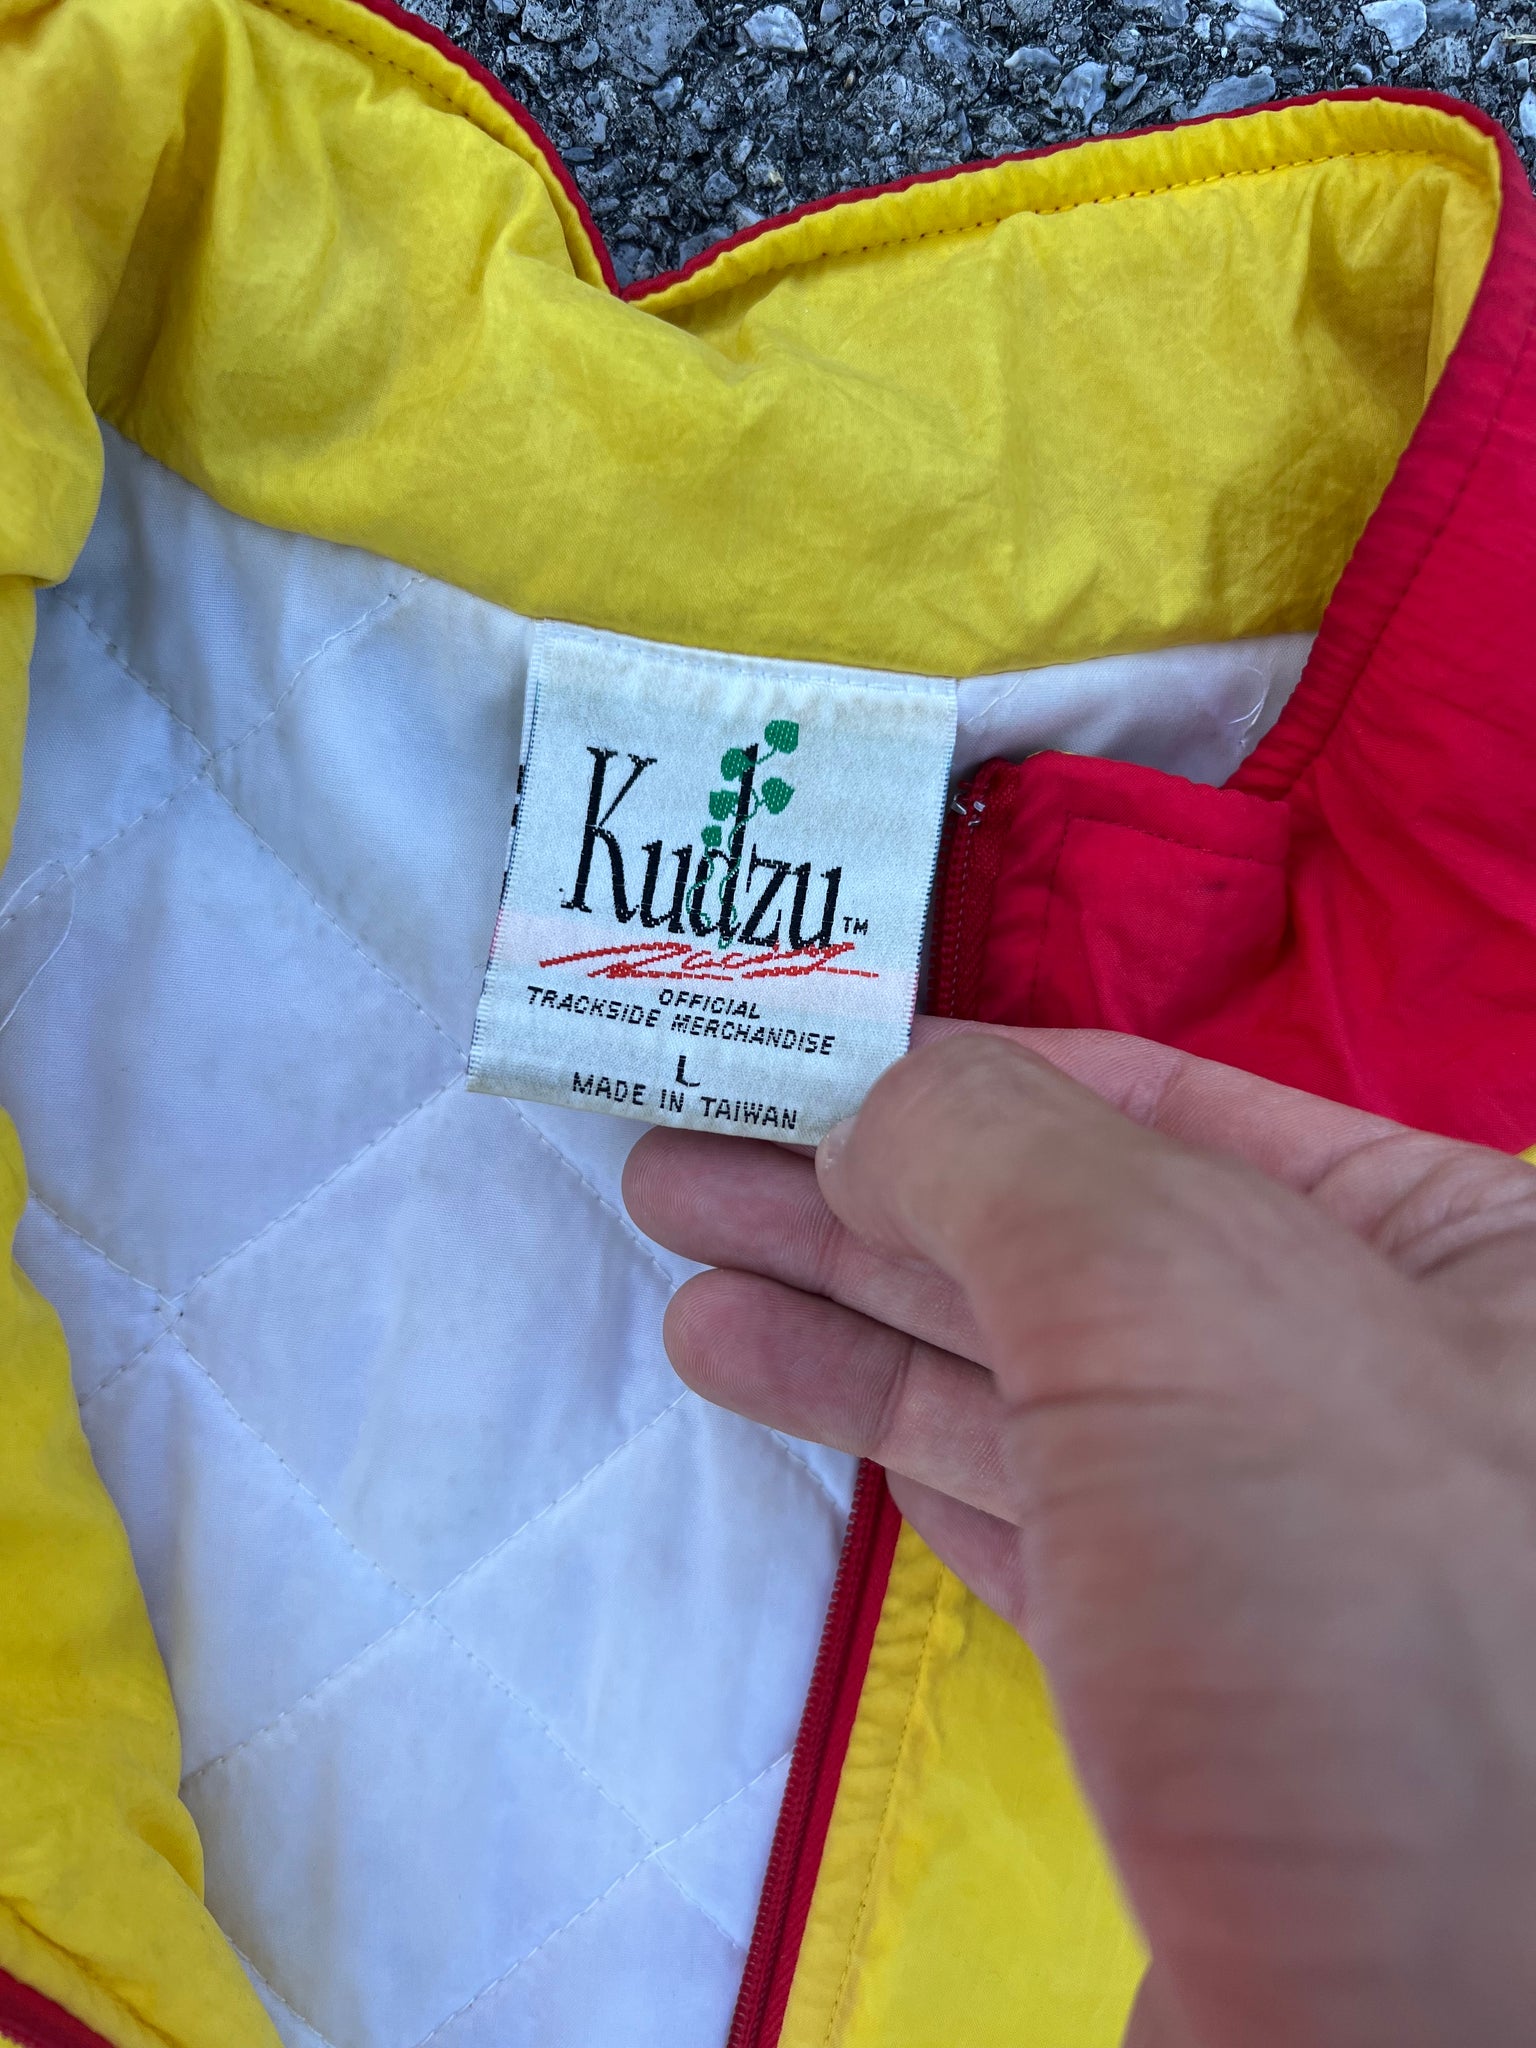 Kudzu™
OFFICIAL
TRACKSIDE MERCHANDISE
L
MADE IN TAIWAN